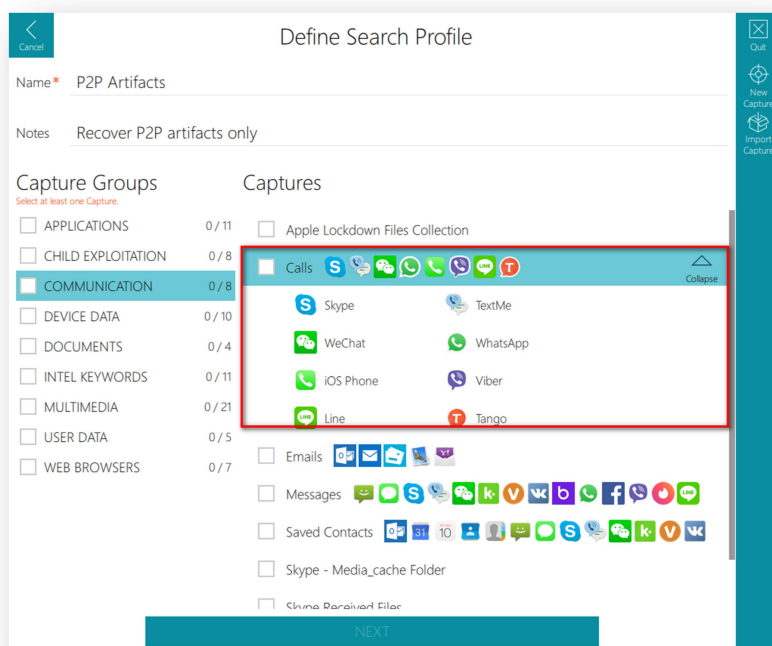 Cancel
Define Search Profile
Quit
New
Capture
Import
Capture
Name* P2P Artifacts
Notes Recover P2P artifacts only
Capture Groups
Select at least one Capture.
APPLICATIONS 0 / 11
CHILD EXPLOITATION 0 / 8
COMMUNICATION 0 / 8
DEVICE DATA 0 / 10
DOCUMENTS 0 / 4
INTEL KEYWORDS 0 / 11
MULTIMEDIA 0 / 21
USER DATA 0 / 5
WEB BROWSERS 0 / 7
Captures
Apple Lockdown Files Collection
Calls
Collapse
Skype TextMe
WeChat WhatsApp
iOS Phone Viber
LINE Line Tango
Emails
Messages
Saved Contacts 31 10
Skype - Media_cache Folder
Skype Received Files
NEXT